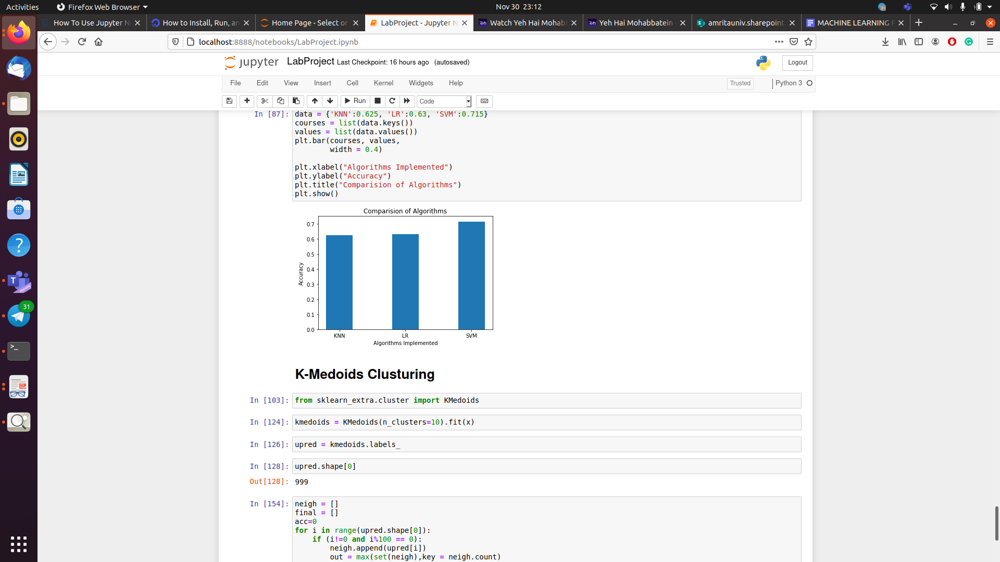 Activities
Firefox Web Browser
Nov 30 23:12
31
How To Use Jupyter N
How to Install, Run, an
Home Page - Select or
LabProject - Jupyter N
Watch Yeh Hai Mohabb
Yeh Hai Mohabbatein -
amritauniv.sharepoint.
MACHINE LEARNING P
localhost:8888/notebooks/LabProject.ipynb
jupyter LabProject Last Checkpoint: 16 hours ago (autosaved)
Logout
File Edit View Insert Cell Kernel Widgets Help
Trusted
Python 3
Run
Code
In [87]: data = {'KNN':0.625, 'LR':0.63, 'SVM':0.715}
courses = list(data.keys())
values = list(data.values())
plt.bar(courses, values,
width = 0.4)
plt.xlabel("Algorithms Implemented")
plt.ylabel("Accuracy")
plt.title("Comparision of Algorithms")
plt.show()
Comparision of Algorithms
0.7
0.6
0.5
0.4
0.3
0.2
0.1
0.0
Accuracy
KNN LR SVM
Algorithms Implemented
K-Medoids Clusturing
In [103]: from sklearn_extra.cluster import KMedoids
In [124]: kmedoids = KMedoids(n_clusters=10).fit(x)
In [126]: upred = kmedoids.labels_
In [128]: upred.shape[0]
Out[128]: 999
In [154]: neigh = []
final = []
acc=0
for i in range(upred.shape[0]):
if (i!=0 and i%100 == 0):
neigh.append(upred[i])
out = max(set(neigh),key = neigh.count)
T
PREVIEW
31
>_